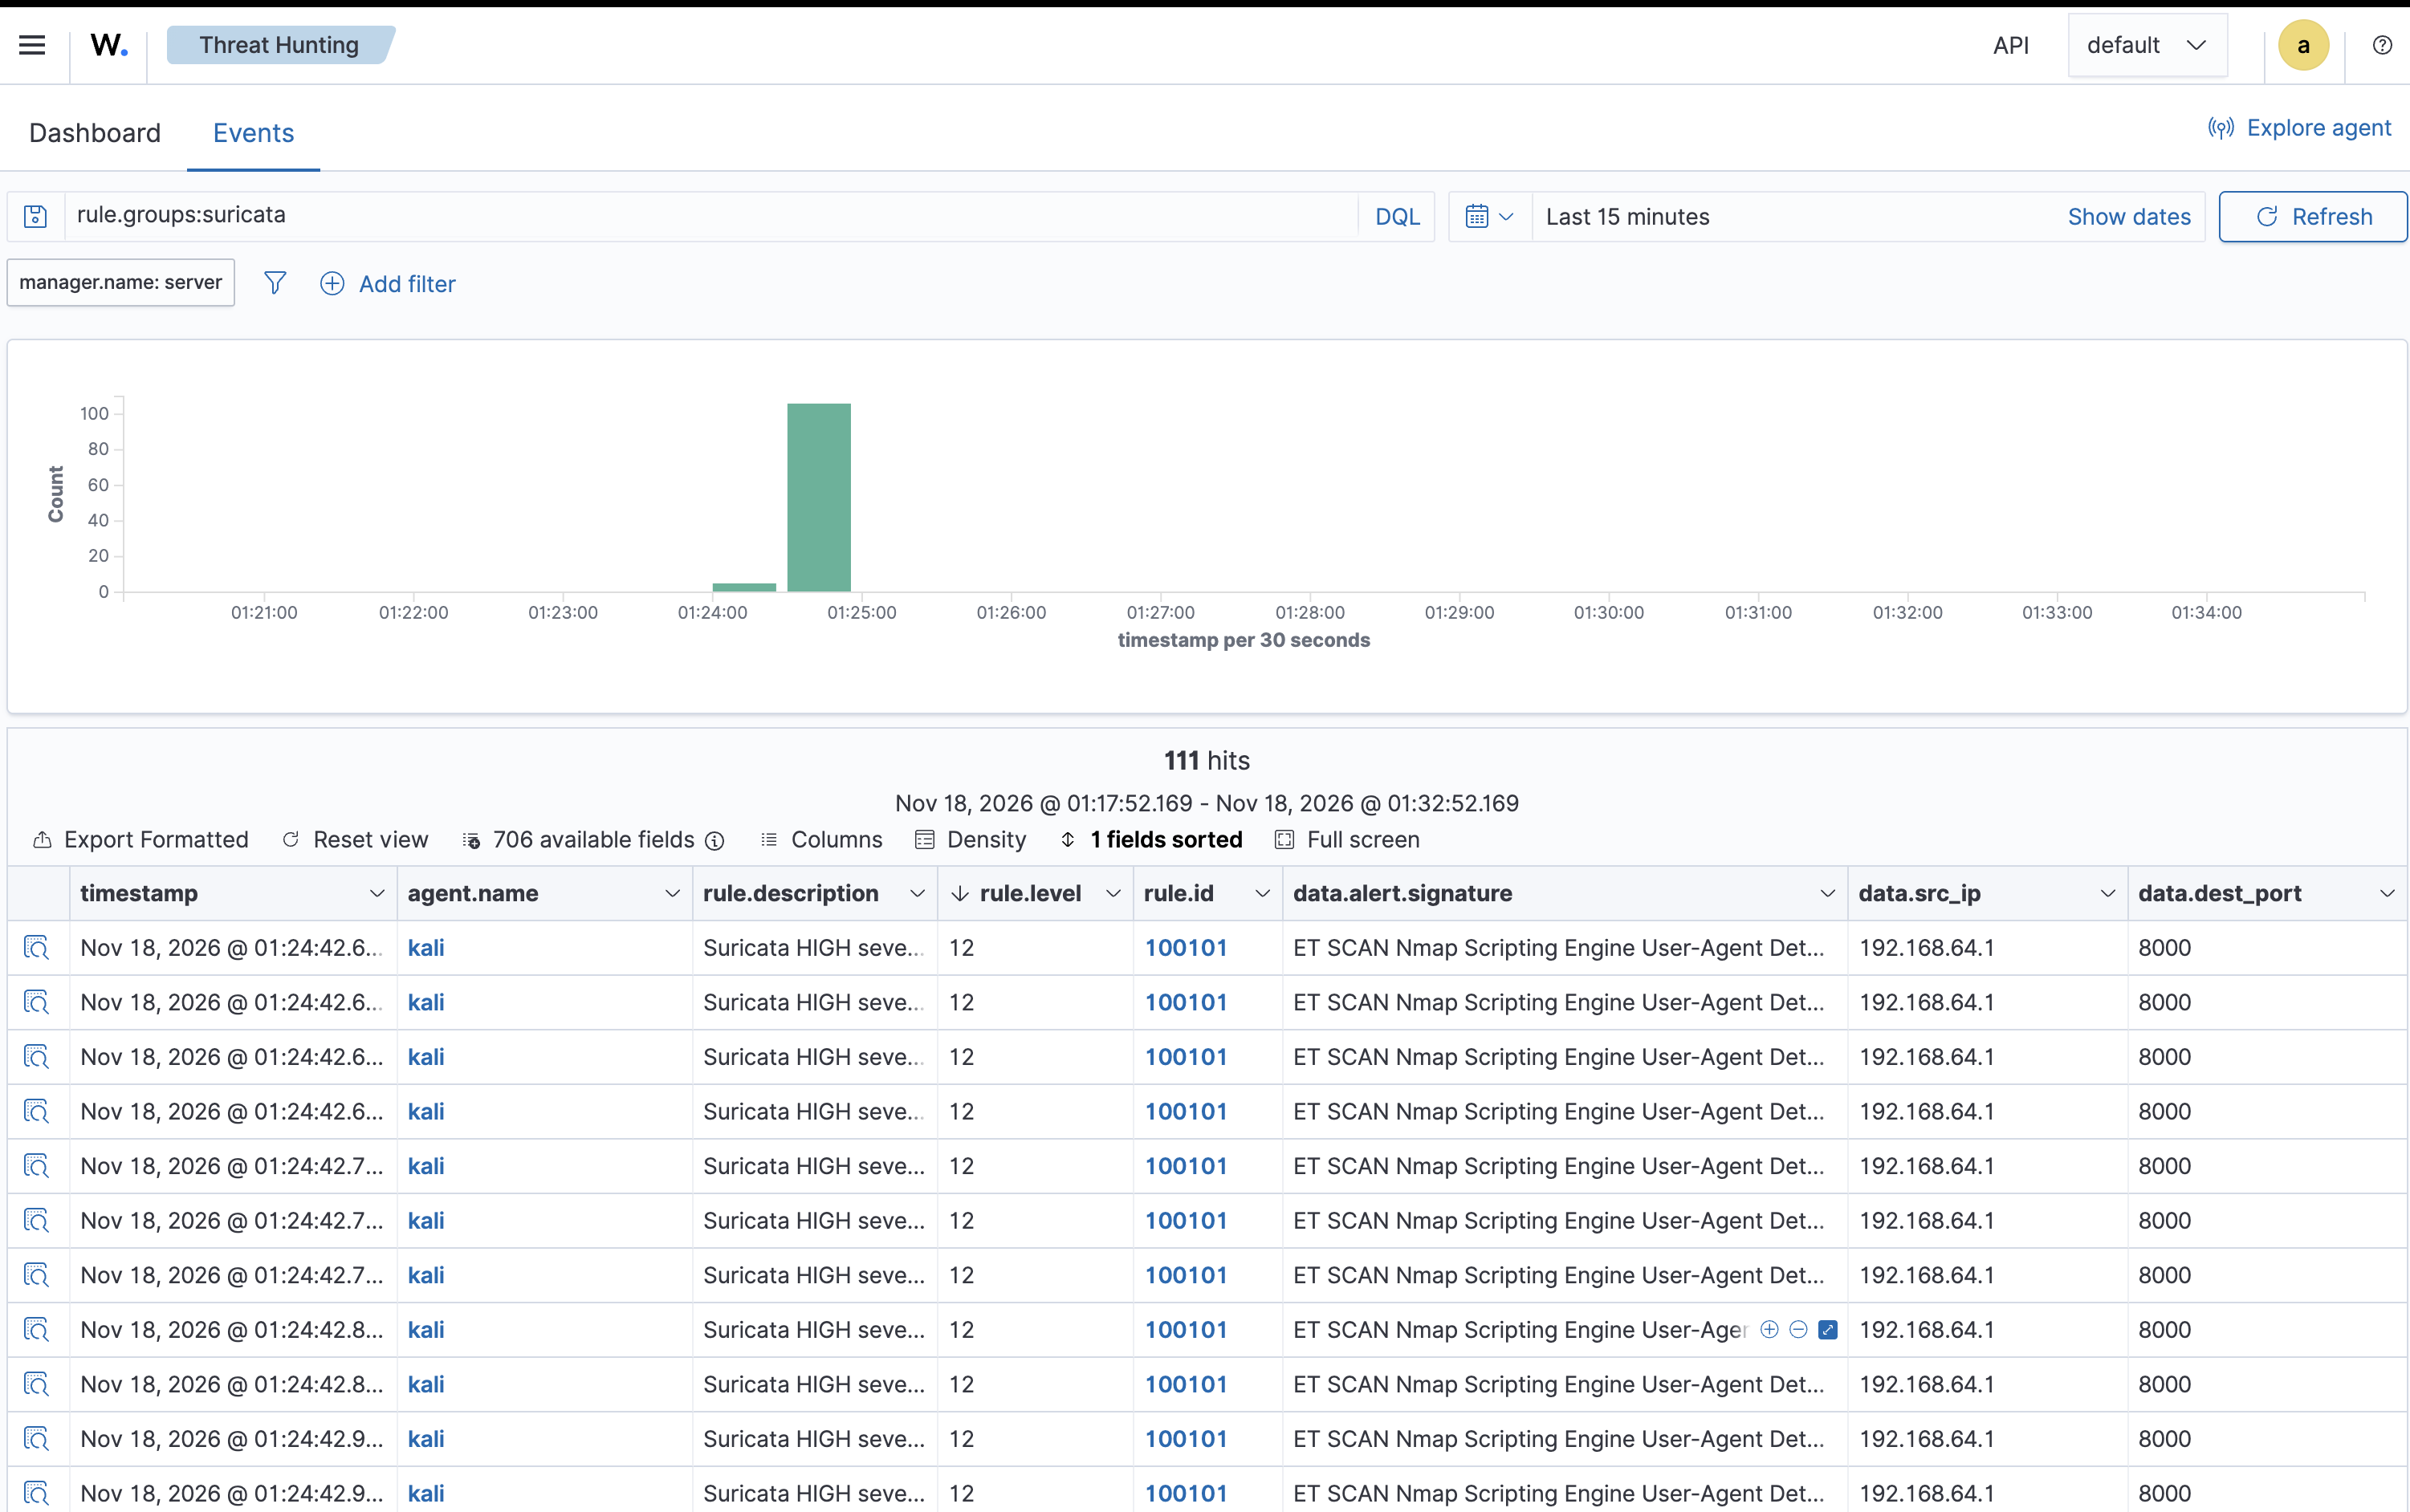 W. Threat Hunting API default a
Dashboard Events Explore agent
rule.groups:suricata DQL Last 15 minutes Show dates Refresh
manager.name: server Add filter
100
80
60
40
20
0
Count
01:21:00 01:22:00 01:23:00 01:24:00 01:25:00 01:26:00 01:27:00 01:28:00 01:29:00 01:30:00 01:31:00 01:32:00 01:33:00 01:34:00
timestamp per 30 seconds
111 hits
Nov 18, 2026 @ 01:17:52.169 - Nov 18, 2026 @ 01:32:52.169
Export Formatted Reset view 706 available fields Columns Density 1 fields sorted Full screen
timestamp agent.name rule.description rule.level rule.id data.alert.signature data.src_ip data.dest_port
Nov 18, 2026 @ 01:24:42.6... kali Suricata HIGH seve... 12 100101 ET SCAN Nmap Scripting Engine User-Agent Det... 192.168.64.1 8000
Nov 18, 2026 @ 01:24:42.6... kali Suricata HIGH seve... 12 100101 ET SCAN Nmap Scripting Engine User-Agent Det... 192.168.64.1 8000
Nov 18, 2026 @ 01:24:42.6... kali Suricata HIGH seve... 12 100101 ET SCAN Nmap Scripting Engine User-Agent Det... 192.168.64.1 8000
Nov 18, 2026 @ 01:24:42.6... kali Suricata HIGH seve... 12 100101 ET SCAN Nmap Scripting Engine User-Agent Det... 192.168.64.1 8000
Nov 18, 2026 @ 01:24:42.7... kali Suricata HIGH seve... 12 100101 ET SCAN Nmap Scripting Engine User-Agent Det... 192.168.64.1 8000
Nov 18, 2026 @ 01:24:42.7... kali Suricata HIGH seve... 12 100101 ET SCAN Nmap Scripting Engine User-Agent Det... 192.168.64.1 8000
Nov 18, 2026 @ 01:24:42.7... kali Suricata HIGH seve... 12 100101 ET SCAN Nmap Scripting Engine User-Agent Det... 192.168.64.1 8000
Nov 18, 2026 @ 01:24:42.8... kali Suricata HIGH seve... 12 100101 ET SCAN Nmap Scripting Engine User-Ager 192.168.64.1 8000
Nov 18, 2026 @ 01:24:42.8... kali Suricata HIGH seve... 12 100101 ET SCAN Nmap Scripting Engine User-Agent Det... 192.168.64.1 8000
Nov 18, 2026 @ 01:24:42.9... kali Suricata HIGH seve... 12 100101 ET SCAN Nmap Scripting Engine User-Agent Det... 192.168.64.1 8000
Nov 18, 2026 @ 01:24:42.9... kali Suricata HIGH seve... 12 100101 ET SCAN Nmap Scripting Engine User-Agent Det... 192.168.64.1 8000